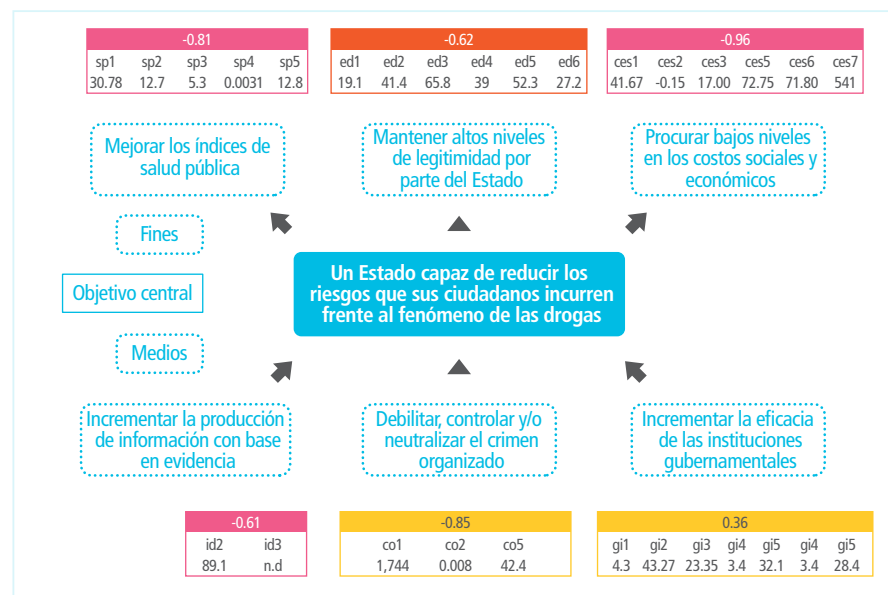 -0.81
sp1 sp2 sp3 sp4 sp5
30.78 12.7 5.3 0.0031 12.8
-0.62
ed1 ed2 ed3 ed4 ed5 ed6
19.1 41.4 65.8 39 52.3 27.2
-0.96
ces1 ces2 ces3 ces5 ces6 ces7
41.67 -0.15 17.00 72.75 71.80 541
Mejorar los índices de
salud pública
Mantener altos niveles
de legitimidad por
parte del Estado
Procurar bajos niveles
en los costos sociales y
económicos
Fines
Objetivo central
Medios
Un Estado capaz de reducir los
riesgos que sus ciudadanos incurren
frente al fenómeno de las drogas
Incrementar la producción
de información con base
en evidencia
Debilitar, controlar y/o
neutralizar el crimen
organizado
Incrementar la eficacia
de las instituciones
gubernamentales
-0.61
id2 id3
89.1 n.d
-0.85
co1 co2 co5
1,744 0.008 42.4
0.36
gi1 gi2 gi3 gi4 gi5 gi4 gi5
4.3 43.27 23.35 3.4 32.1 3.4 28.4